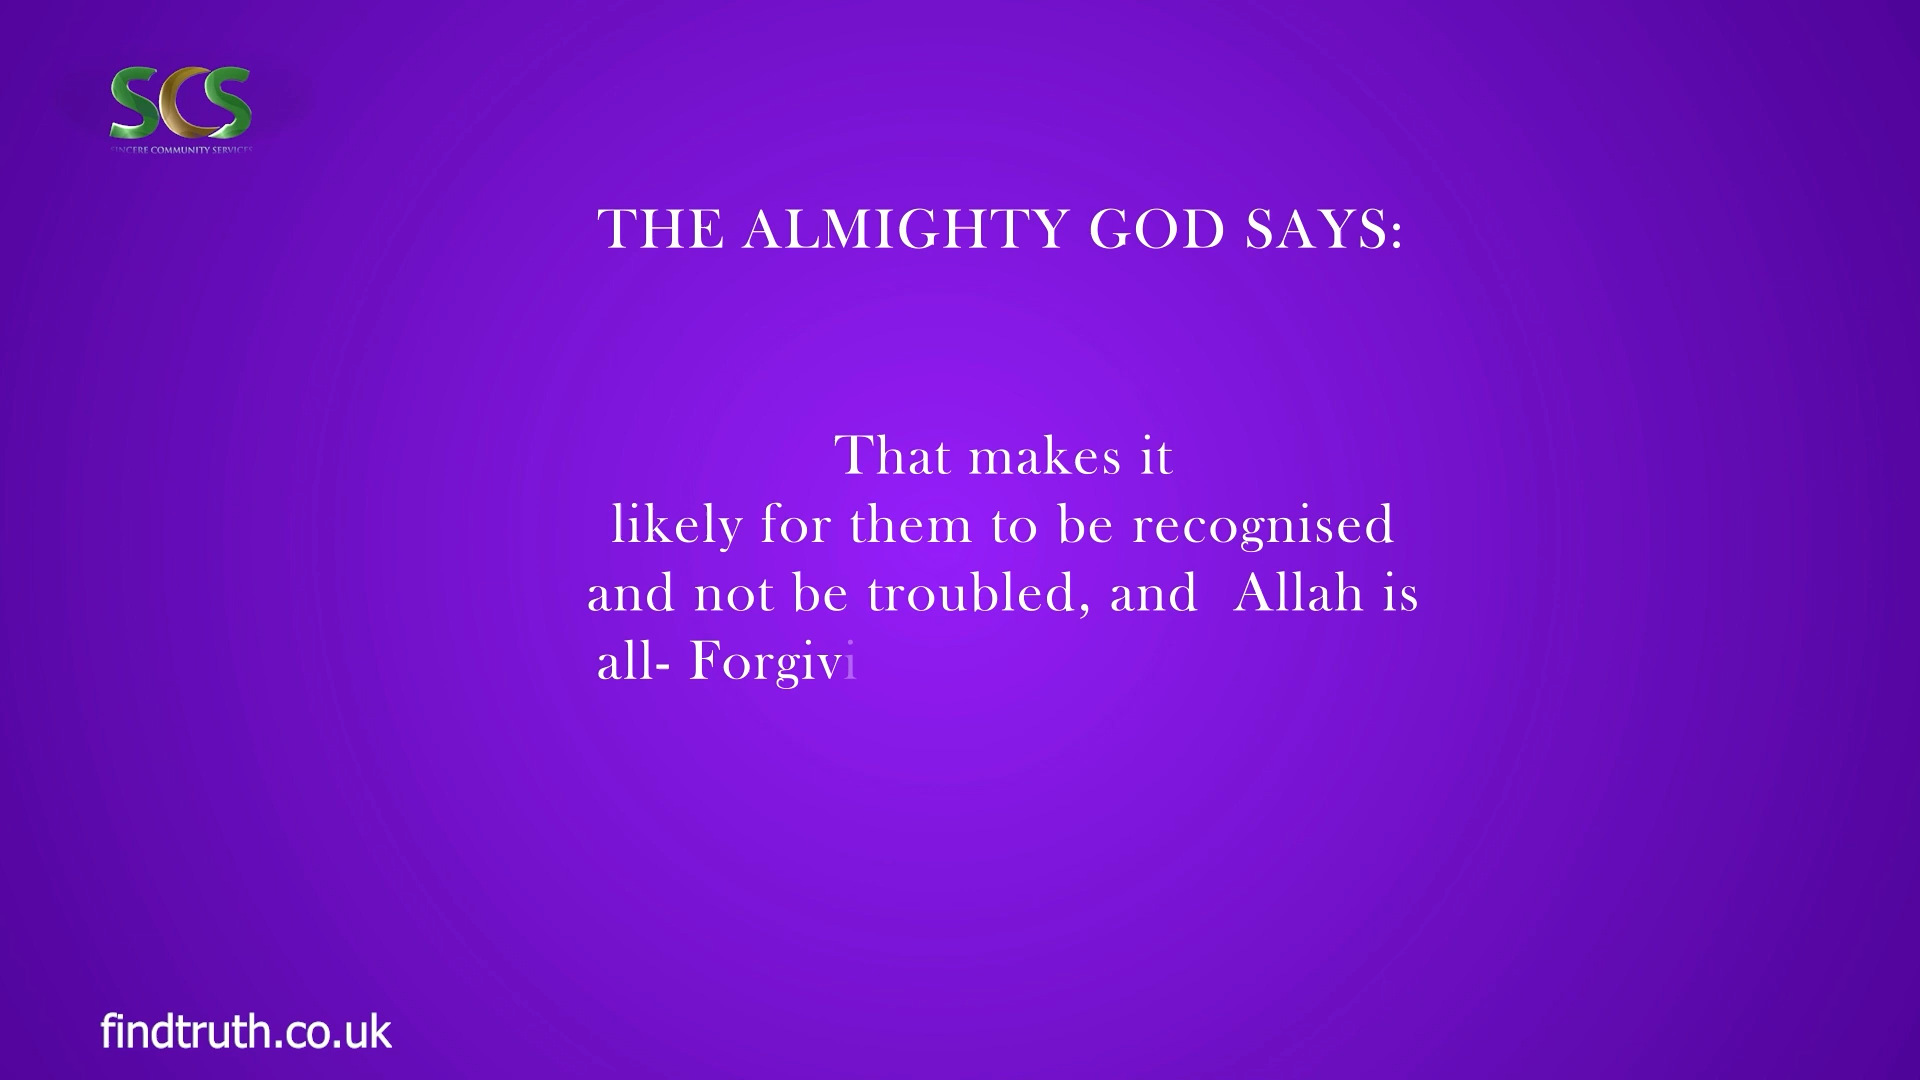 SCS
SINCERE COMMUNITY SERVICES
THE ALMIGHTY GOD SAYS:
That makes it
likely for them to be recognised
and not be troubled, and  Allah is
all- Forgivi
findtruth.co.uk